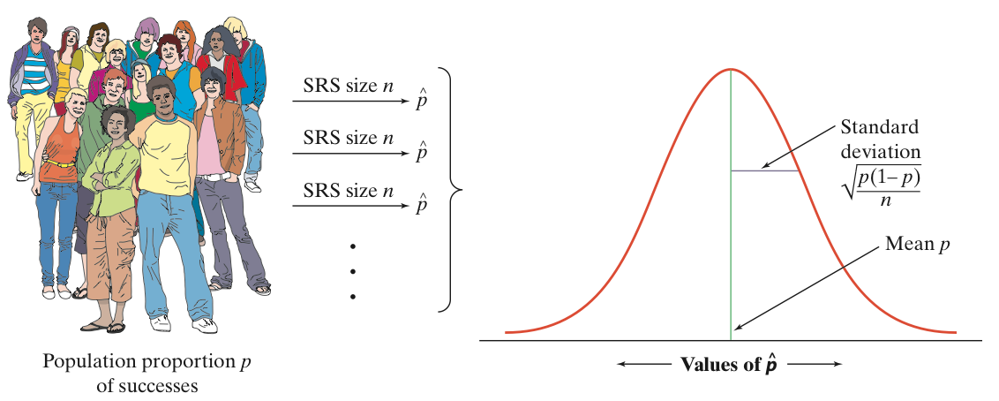 SRS size n
p̂
SRS size n
p̂
SRS size n
p̂
Population proportion p
of successes
Standard
deviation
√(p(1–p)/n)
Mean p
Values of p̂